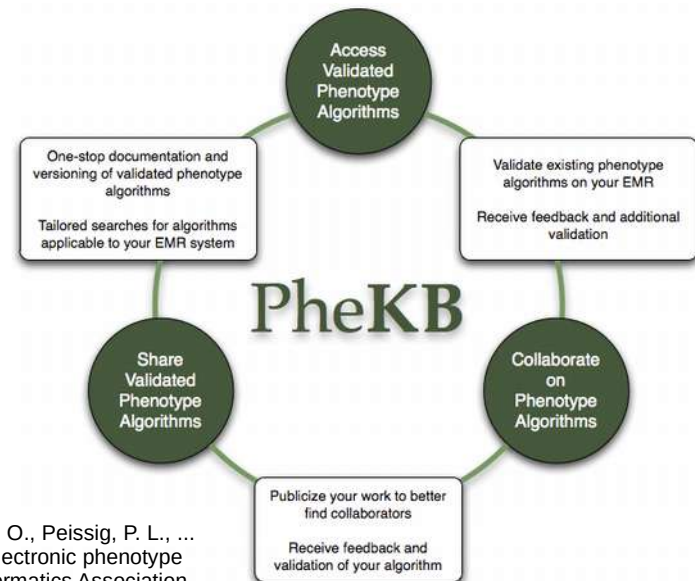 Access
Validated
Phenotype
Algorithms
One-stop documentation and
versioning of validated phenotype
algorithms
Tailored searches for algorithms
applicable to your EMR system
Validate existing phenotype
algorithms on your EMR
Receive feedback and additional
validation
PheKB
Share
Validated
Phenotype
Algorithms
Collaborate
on
Phenotype
Algorithms
Publicize your work to better
find collaborators
Receive feedback and
validation of your algorithm
O., Peissig, P. L., ...
ectronic phenotype
ormatics Association